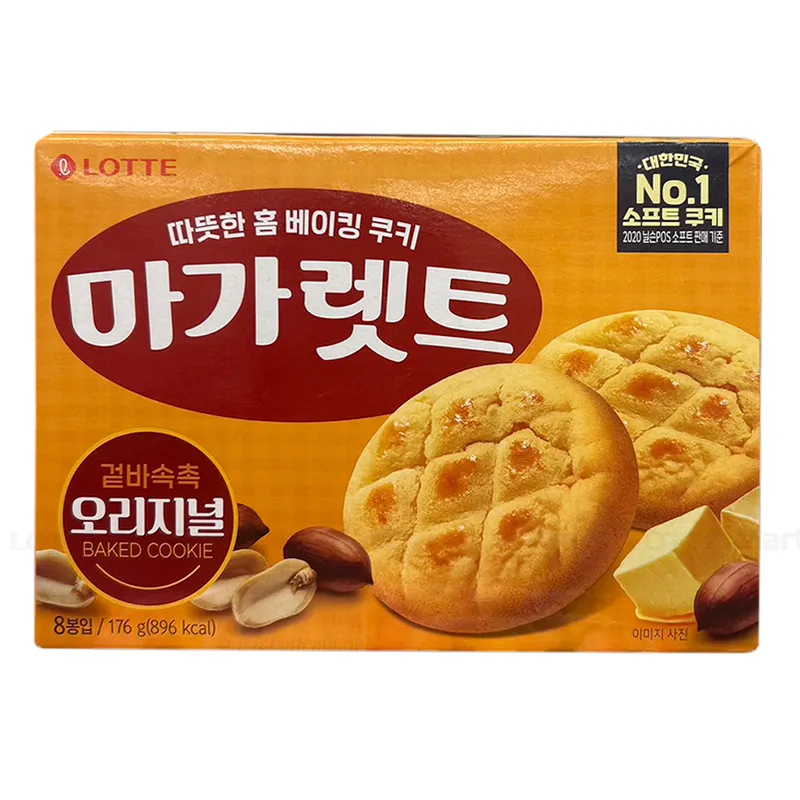 LOTTE
대한민국
No.1
소프트 쿠키
2020 닐슨POS 소프트 판매 기준
따뜻한 홈 베이킹 쿠키
마가렛트
겉바속촉
오리지널
BAKED COOKIE
8봉입 / 176 g(896 kcal)
이미지 사진